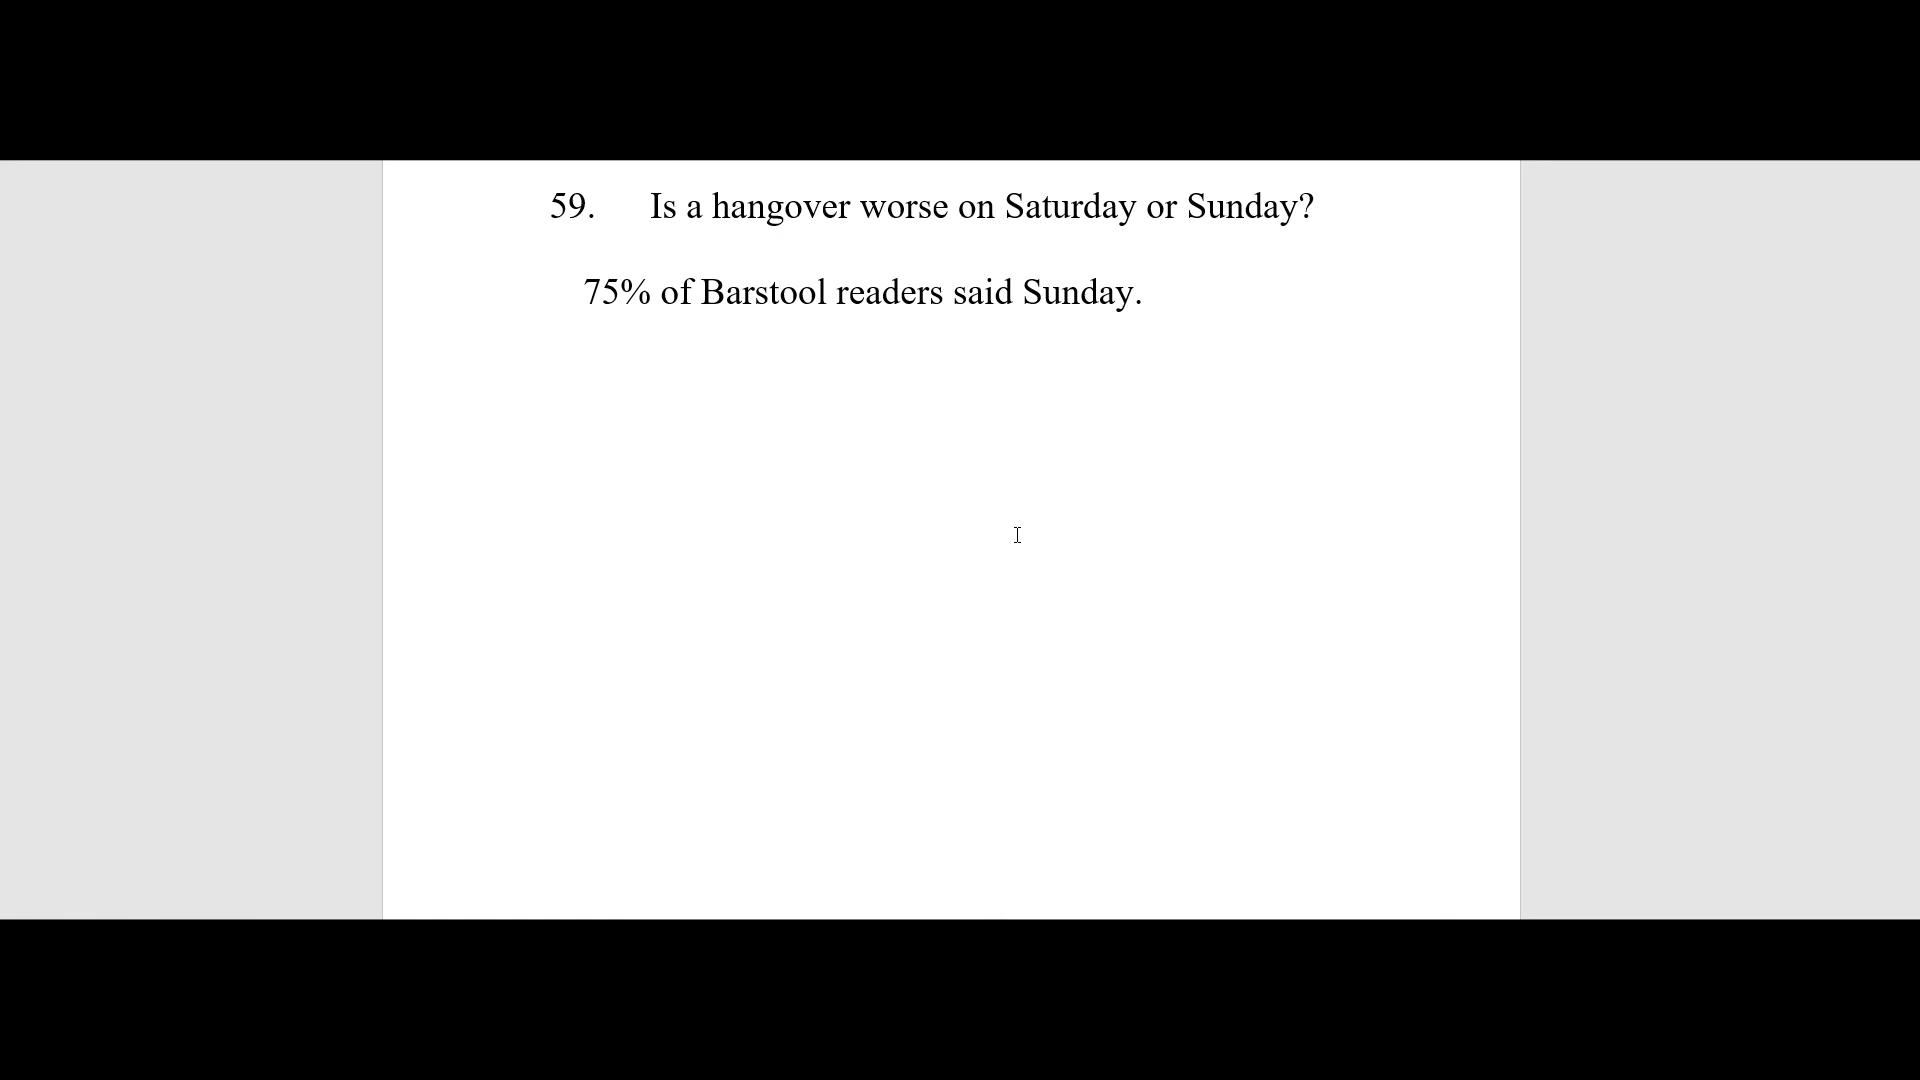 59. Is a hangover worse on Saturday or Sunday?
75% of Barstool readers said Sunday.